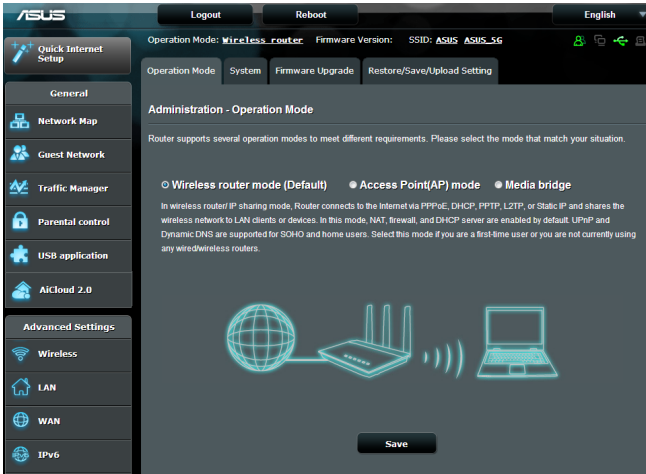 ASUS
Logout
Reboot
English
Quick Internet
Setup
Operation Mode: Wireless router Firmware Version: SSID: ASUS ASUS_5G
Operation Mode
System
Firmware Upgrade
Restore/Save/Upload Setting
General
Network Map
Guest Network
Traffic Manager
Parental control
USB application
AiCloud 2.0
Advanced Settings
Wireless
LAN
WAN
IPv6
Administration - Operation Mode
Router supports several operation modes to meet different requirements. Please select the mode that match your situation.
Wireless router mode (Default)
Access Point(AP) mode
Media bridge
In wireless router/ IP sharing mode, Router connects to the Internet via PPPoE, DHCP, PPTP, L2TP, or Static IP and shares the
wireless network to LAN clients or devices. In this mode, NAT, firewall, and DHCP server are enabled by default. UPnP and
Dynamic DNS are supported for SOHO and home users. Select this mode if you are a first-time user or you are not currently using
any wired/wireless routers.
Save